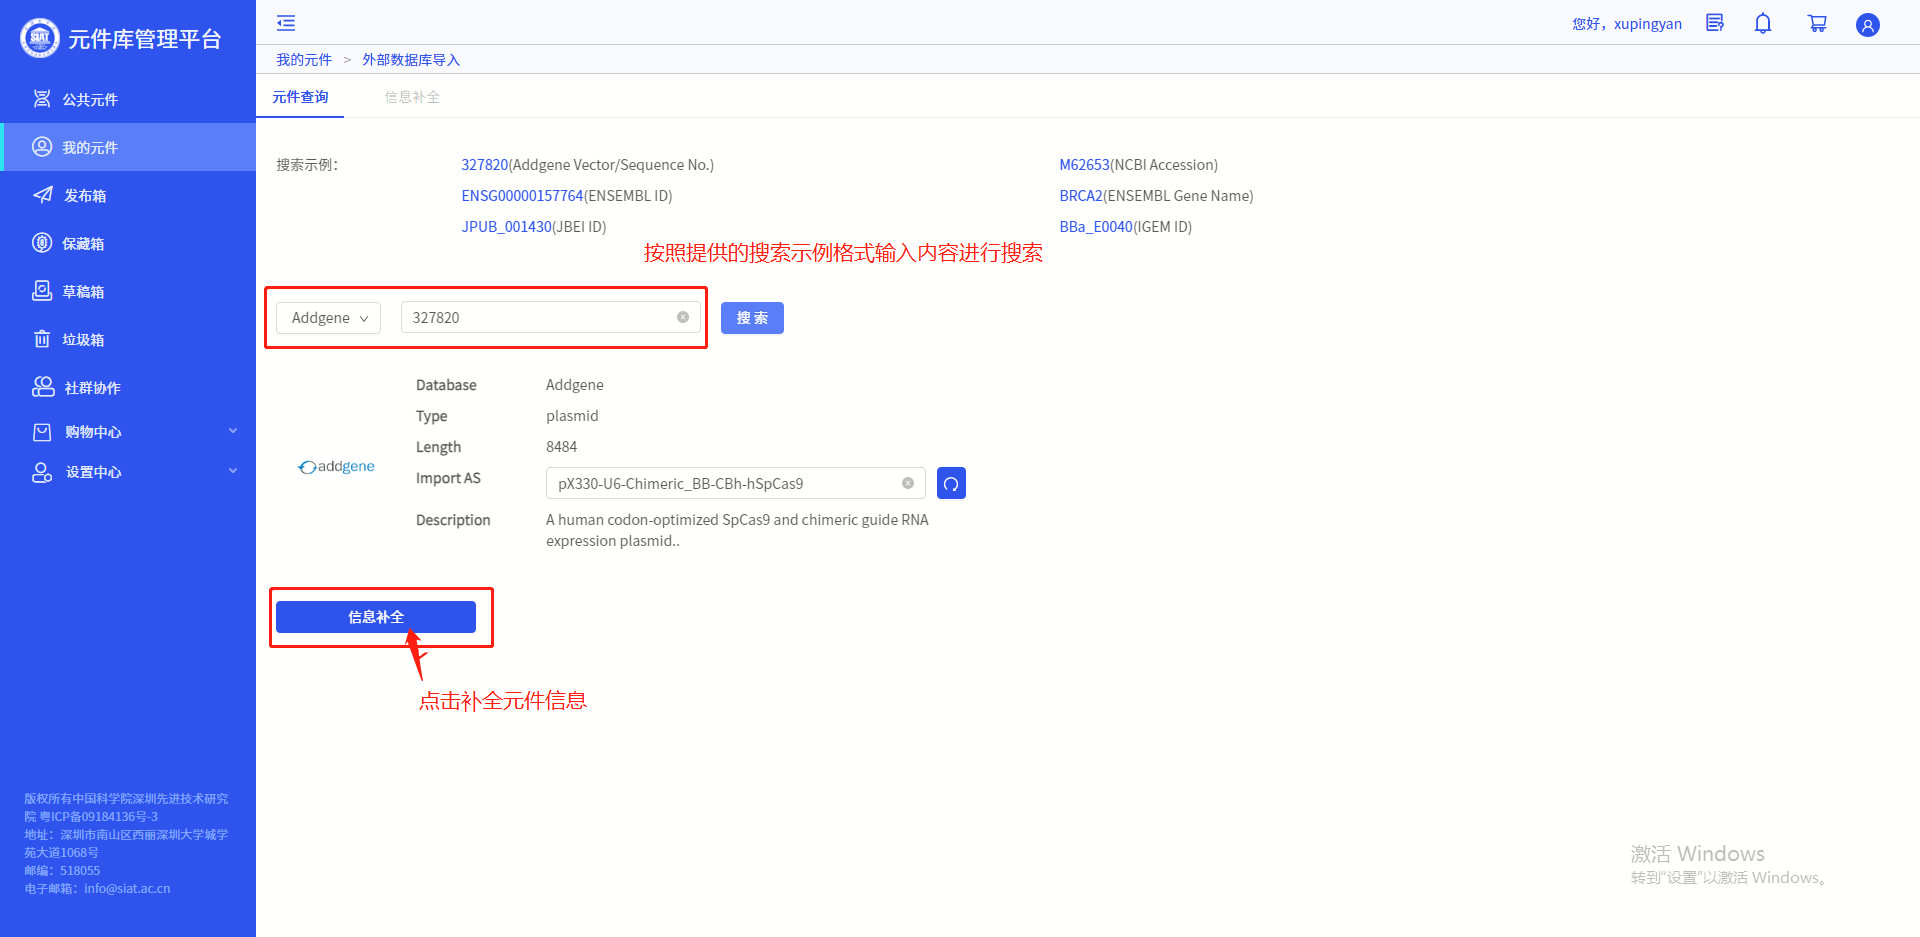 SIAT
元件库管理平台
公共元件
我的元件
发布箱
保藏箱
草稿箱
垃圾箱
社群协作
购物中心
设置中心
版权所有中国科学院深圳先进技术研究
院 粤ICP备09184136号-3
地址：深圳市南山区西丽深圳大学城学
苑大道1068号
邮编：518055
电子邮箱：info@siat.ac.cn
您好，xupingyan
我的元件 > 外部数据库导入
元件查询 信息补全
搜索示例：
327820(Addgene Vector/Sequence No.) M62653(NCBI Accession)
ENSG00000157764(ENSEMBL ID) BRCA2(ENSEMBL Gene Name)
JPUB_001430(JBEI ID) BBa_E0040(IGEM ID)
按照提供的搜索示例格式输入内容进行搜索
Addgene 327820 搜 索
addgene
Database Addgene
Type plasmid
Length 8484
Import AS pX330-U6-Chimeric_BB-CBh-hSpCas9
Description A human codon-optimized SpCas9 and chimeric guide RNA
expression plasmid..
信息补全
点击补全元件信息
激活 Windows
转到“设置”以激活 Windows。